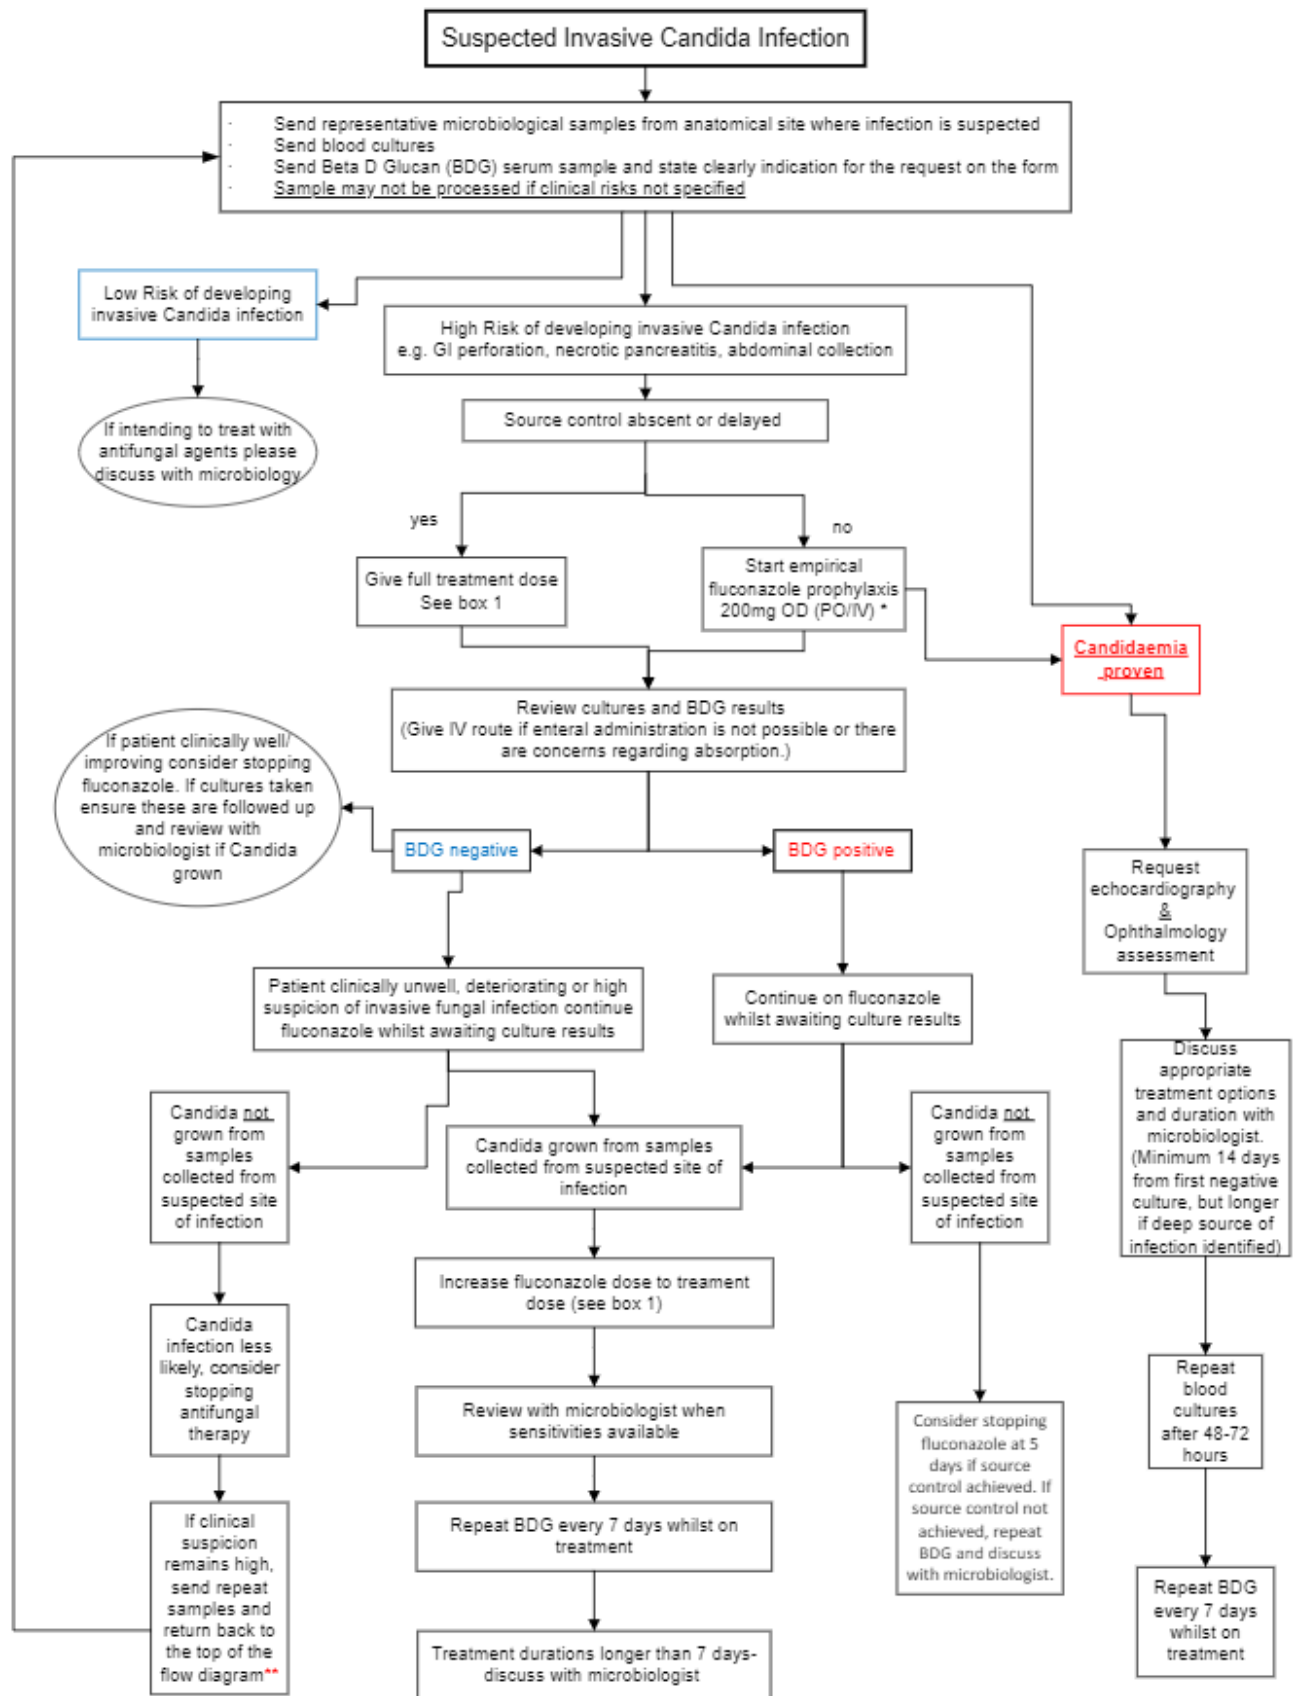 Suspected Invasive Candida Infection
· Send representative microbiological samples from anatomical site where infection is suspected
· Send blood cultures
· Send Beta D Glucan (BDG) serum sample and state clearly indication for the request on the form
· Sample may not be processed if clinical risks not specified
Low Risk of developing
invasive Candida infection
High Risk of developing invasive Candida infection
e.g. GI perforation, necrotic pancreatitis, abdominal collection
If intending to treat with
antifungal agents please
discuss with microbiology
Source control abscent or delayed
yes
no
Give full treatment dose
See box 1
Start empirical
fluconazole prophylaxis
200mg OD (PO/IV) *
Candidaemia
proven
Review cultures and BDG results
(Give IV route if enteral administration is not possible or there
are concerns regarding absorption.)
If patient clinically well/
improving consider stopping
fluconazole. If cultures taken
ensure these are followed up
and review with
microbiologist if Candida
grown
BDG negative
BDG positive
Request
echocardiography
&
Ophthalmology
assessment
Patient clinically unwell, deteriorating or high
suspicion of invasive fungal infection continue
fluconazole whilst awaiting culture results
Continue on fluconazole
whilst awaiting culture results
Discuss
appropriate
treatment options
and duration with
microbiologist.
(Minimum 14 days
from first negative
culture, but longer
if deep source of
infection identified)
Candida not
grown from
samples
collected from
suspected site
of infection
Candida grown from samples
collected from suspected site of
infection
Candida not
grown from
samples
collected from
suspected site
of infection
Increase fluconazole dose to treament
dose (see box 1)
Candida
infection less
likely, consider
stopping
antifungal
therapy
Review with microbiologist when
sensitivities available
Consider stopping
fluconazole at 5
days if source
control achieved. If
source control not
achieved, repeat
BDG and discuss
with microbiologist.
Repeat
blood
cultures
after 48-72
hours
If clinical
suspicion
remains high,
send repeat
samples and
return back to
the top of the
flow diagram**
Repeat BDG every 7 days whilst on
treatment
Repeat BDG
every 7 days
whilst on
treatment
Treatment durations longer than 7 days-
discuss with microbiologist